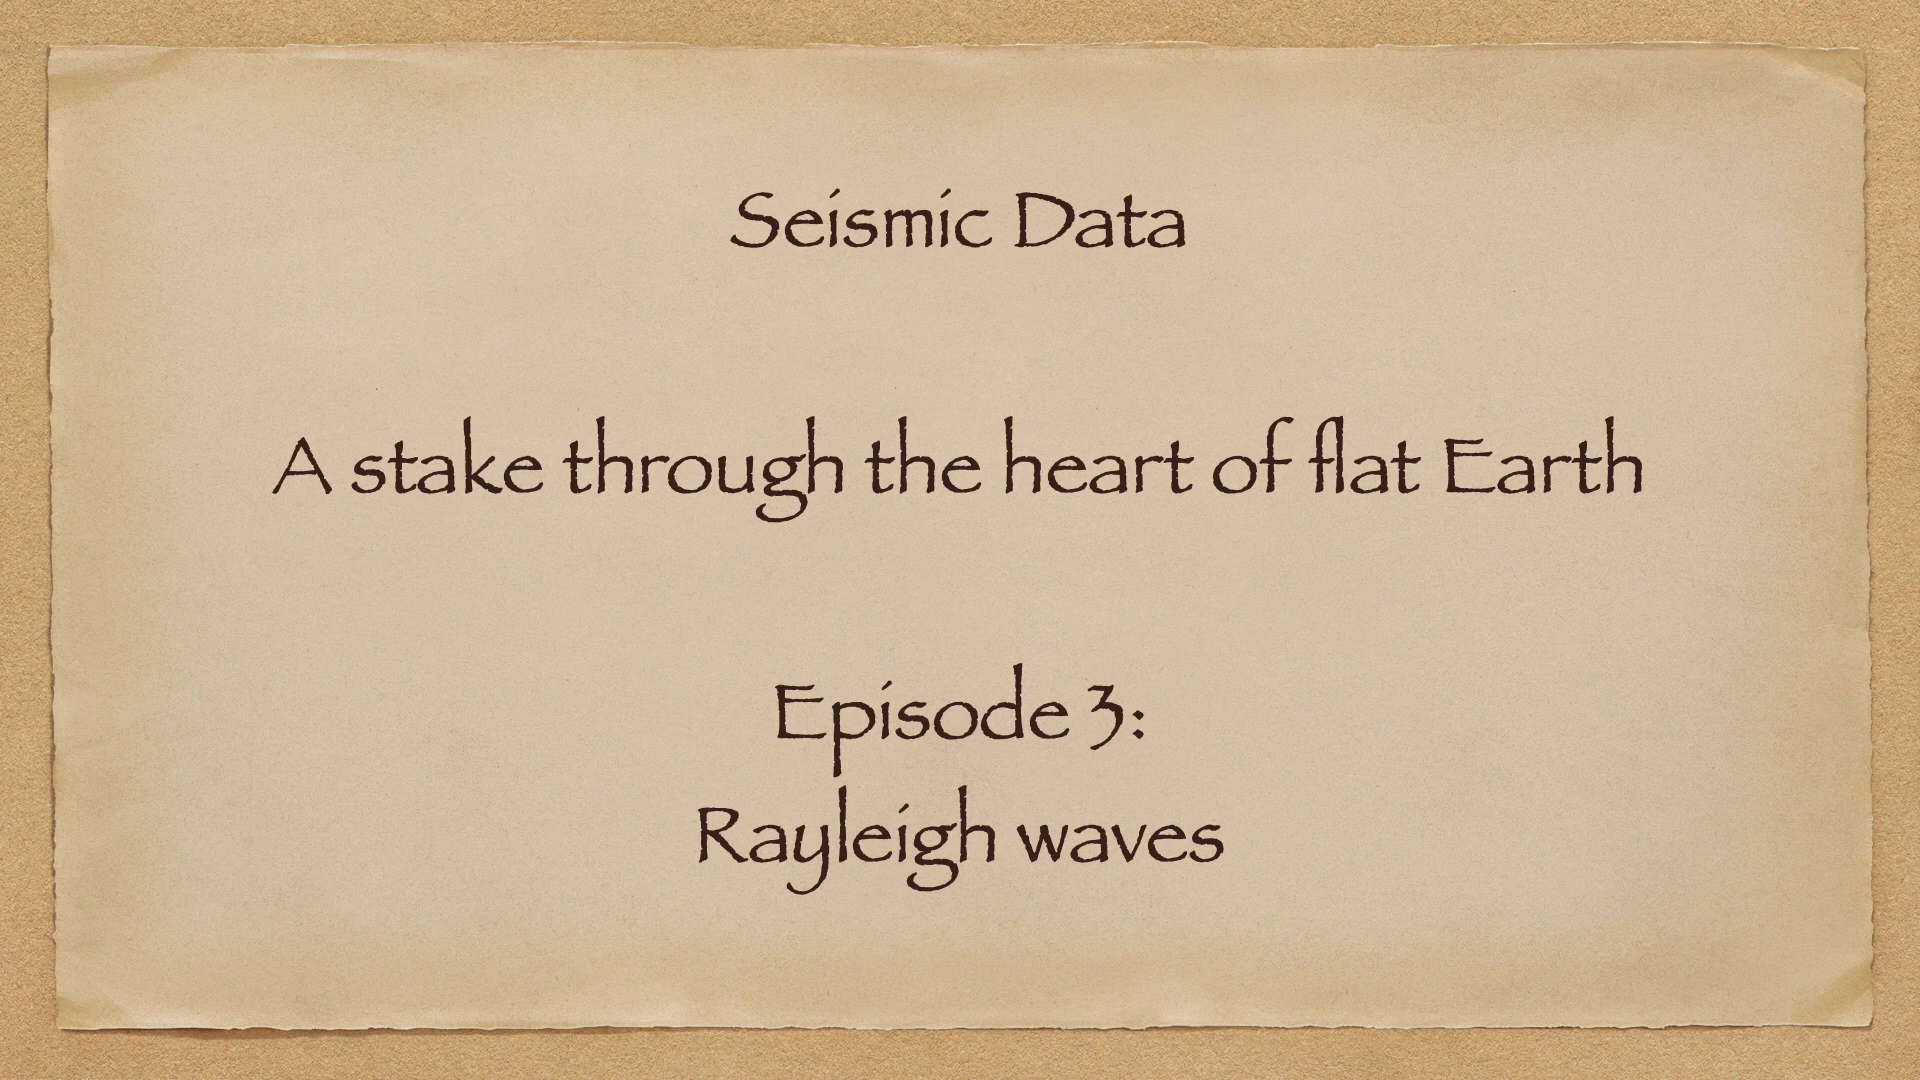 Seismic Data
A stake through the heart of flat Earth
Episode 3:
Rayleigh waves